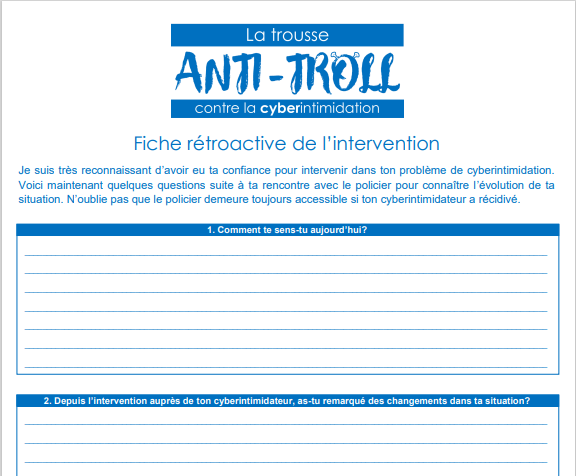 La trousse
ANTI-TROLL
contre la cyberintimidation
Fiche rétroactive de l'intervention
Je suis très reconnaissant d'avoir eu ta confiance pour intervenir dans ton problème de cyberintimidation.
Voici maintenant quelques questions suite à ta rencontre avec le policier pour connaître l'évolution de ta
situation. N'oublie pas que le policier demeure toujours accessible si ton cyberintimidateur a récidivé.
1. Comment te sens-tu aujourd'hui?
2. Depuis l'intervention auprès de ton cyberintimidateur, as-tu remarqué des changements dans ta situation?